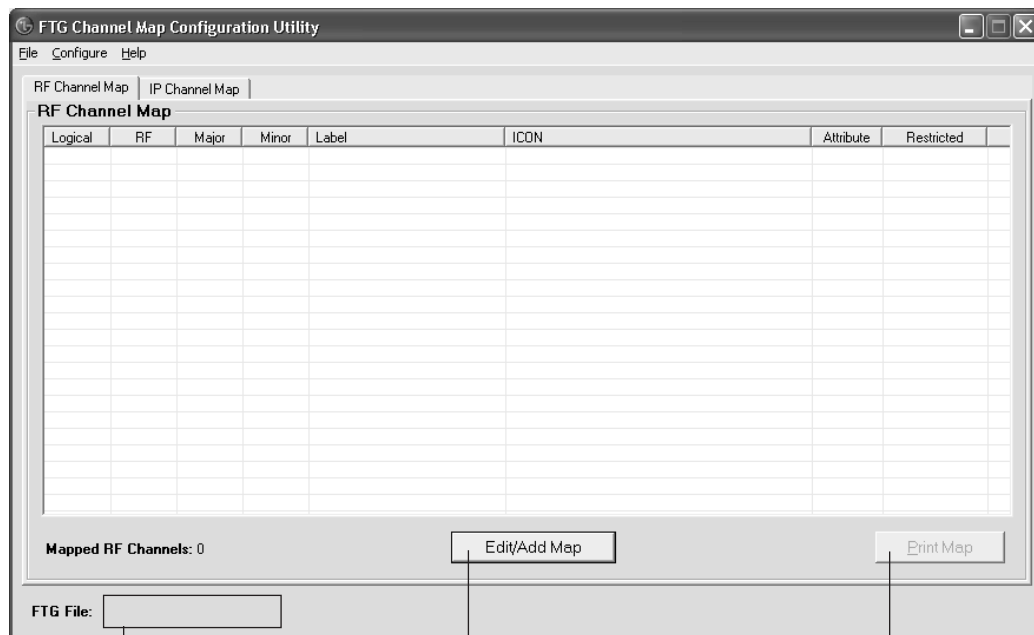 FTG Channel Map Configuration Utility
File Configure Help
RF Channel Map IP Channel Map
RF Channel Map
Logical RF Major Minor Label ICON Attribute Restricted
Mapped RF Channels: 0 Edit/Add Map Print Map
FTG File: